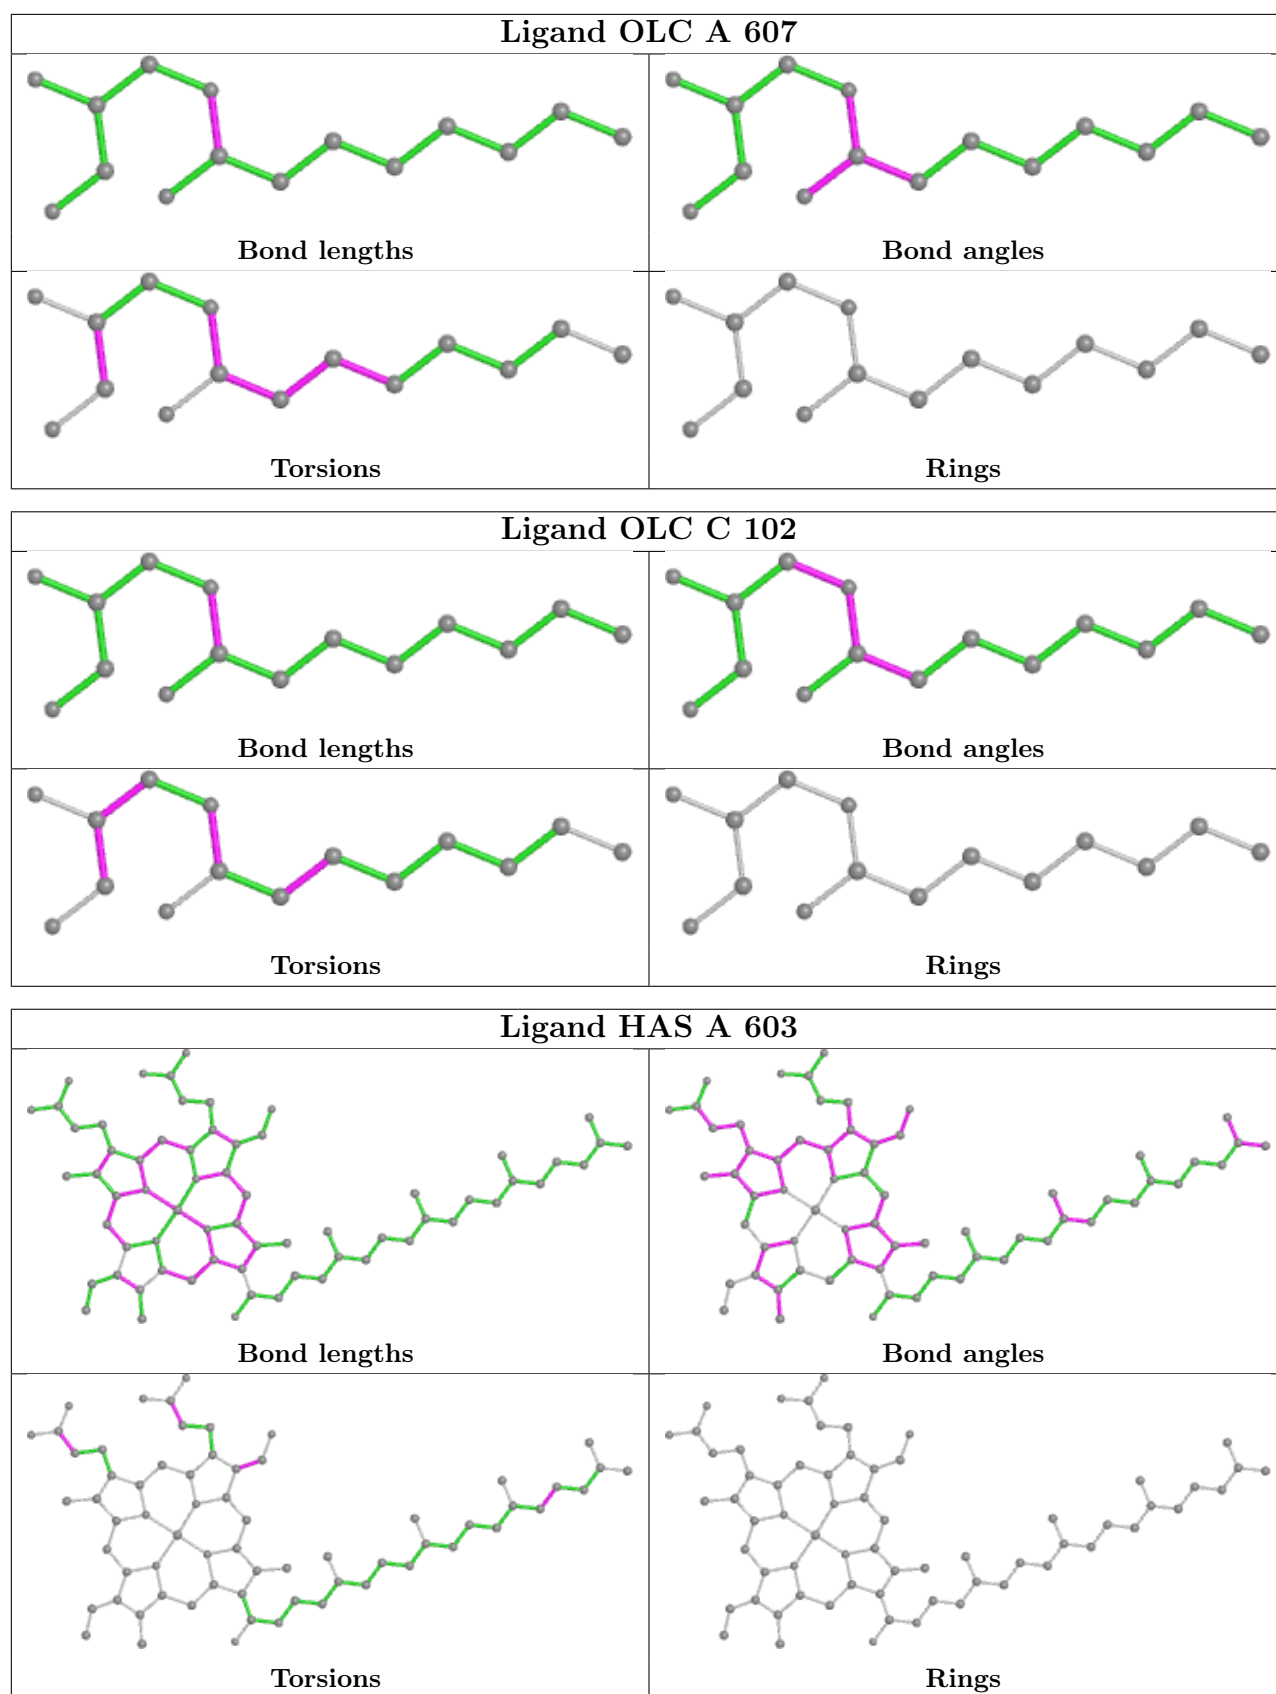 Ligand OLC A 607
Bond lengths
Bond angles
Torsions
Rings
Ligand OLC C 102
Bond lengths
Bond angles
Torsions
Rings
Ligand HAS A 603
Bond lengths
Bond angles
Torsions
Rings